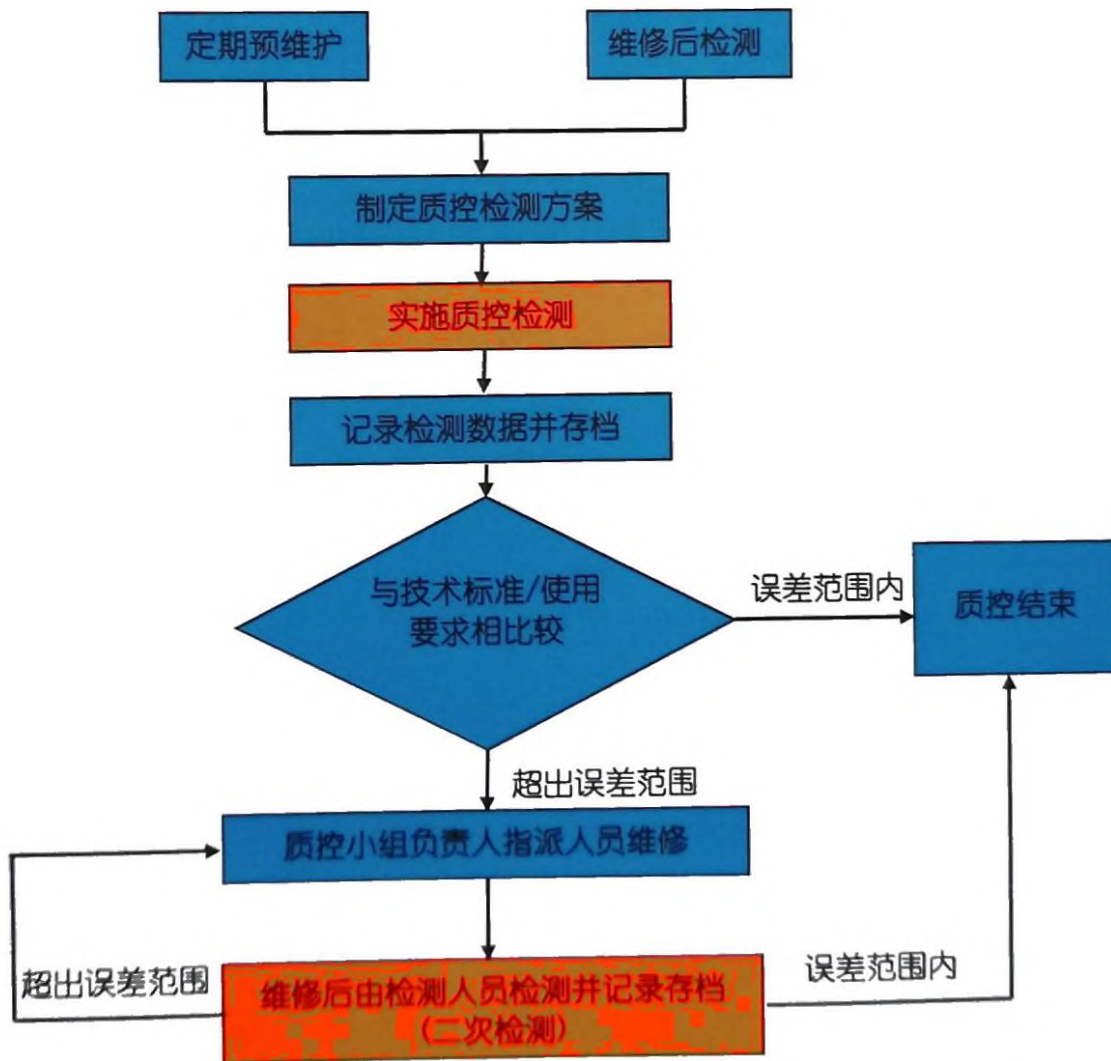 定期预维护
维修后检测
制定质控检测方案
实施质控检测
记录检测数据并存档
与技术标准/使用
要求相比较
误差范围内
质控结束
超出误差范围
质控小组负责人指派人员维修
超出误差范围
维修后由检测人员检测并记录存档
(二次检测)
误差范围内